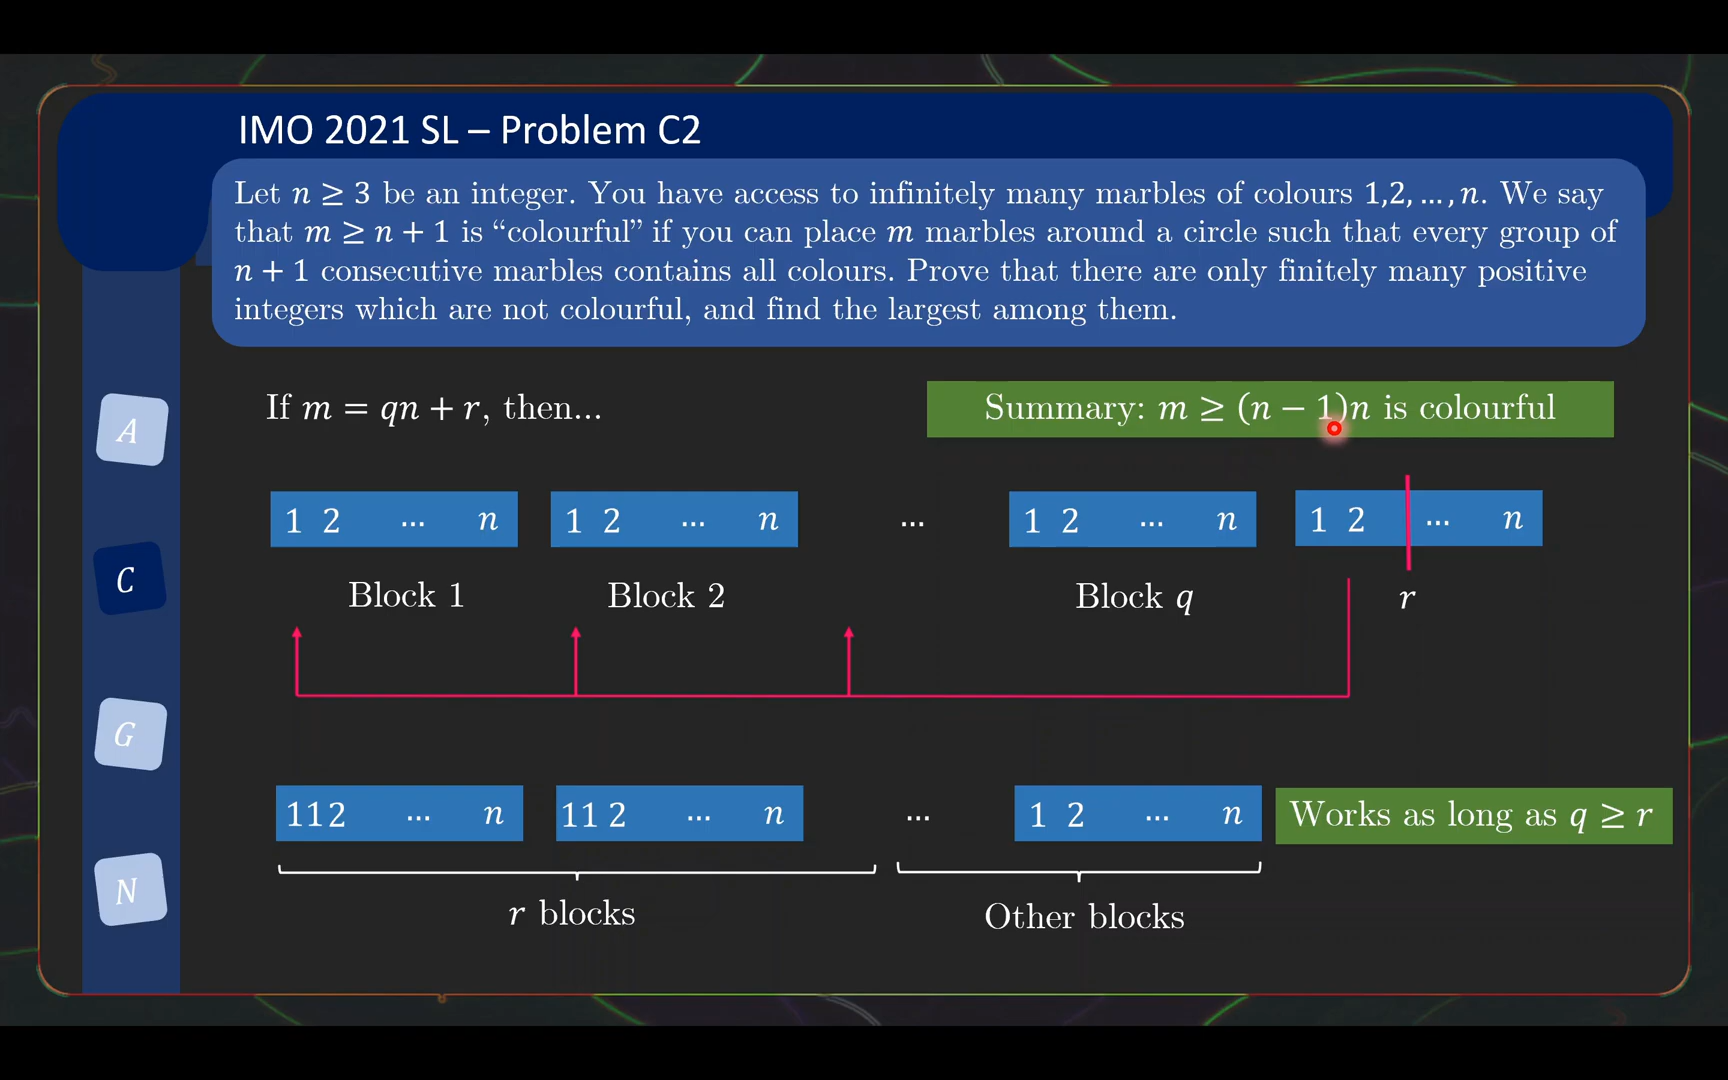 IMO 2021 SL – Problem C2
Let n ≥ 3 be an integer. You have access to infinitely many marbles of colours 1,2, … , n. We say
that m ≥ n + 1 is “colourful” if you can place m marbles around a circle such that every group of
n + 1 consecutive marbles contains all colours. Prove that there are only finitely many positive
integers which are not colourful, and find the largest among them.
If m = qn + r, then...
Summary: m ≥ (n − 1)n is colourful
A
1 2 … n 1 2 … n … 1 2 … n 1 2 … n
C
Block 1 Block 2 Block q r
G
112 … n 11 2 … n … 1 2 … n Works as long as q ≥ r
N
r blocks Other blocks